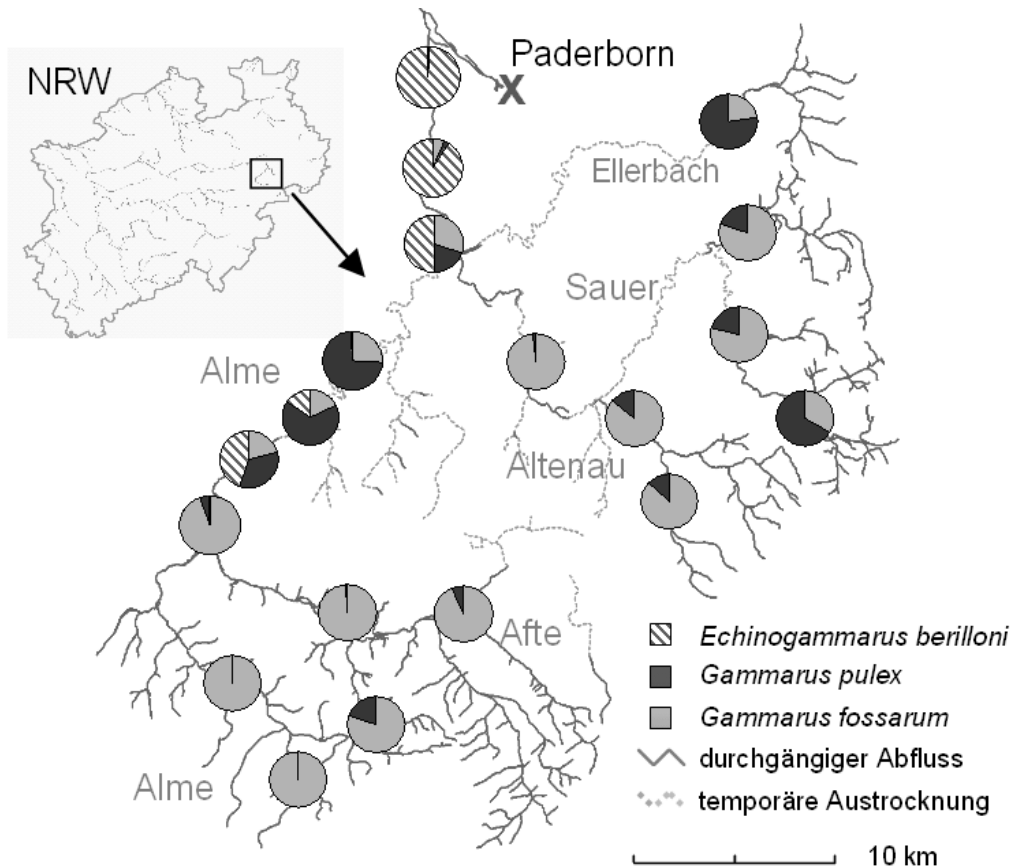 NRW
Paderborn
X
Ellerbach
Sauer
Alme
Altenau
Afte
Alme
Echinogammarus berilloni
Gammarus pulex
Gammarus fossarum
durchgängiger Abfluss
temporäre Austrocknung
10 km